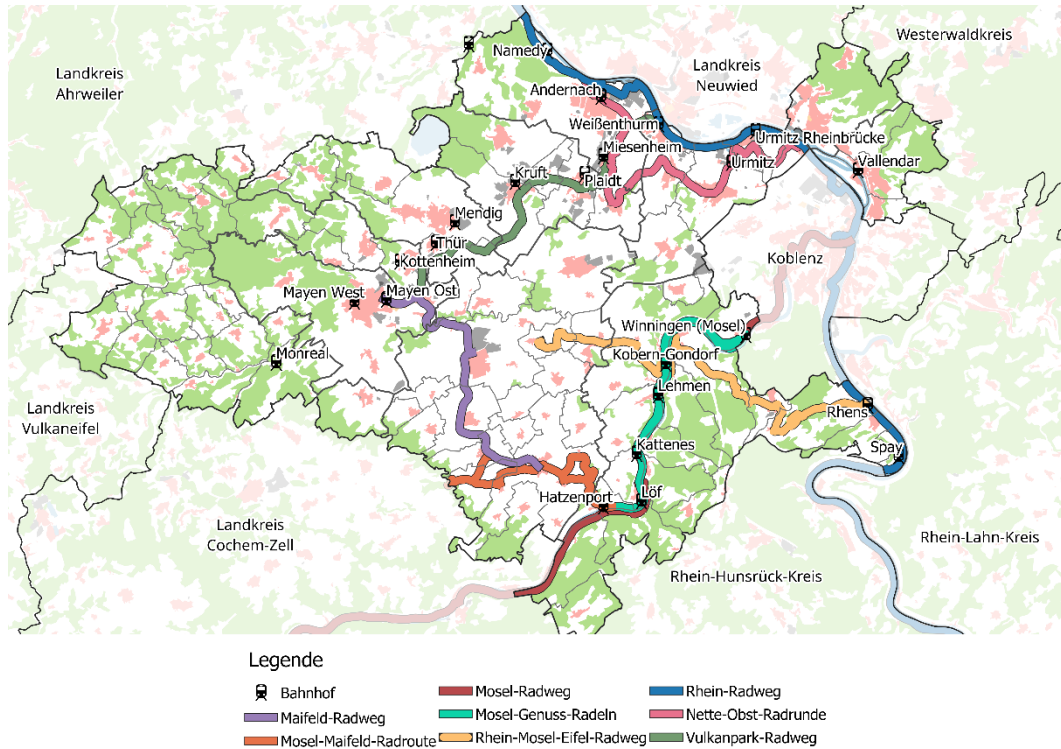 Westerwaldkreis
Namedy
Landkreis
Ahrweiler
Landkreis
Neuwied
Andernach
Weißenthurm
Urmitz Rheinbrücke
Miesenheim
Urmitz
Vallendar
Kruft
Plaidt
Mendig
Thür
Kottenheim
Koblenz
Mayen West
Mayen Ost
Winningen (Mosel)
Kobern-Gondorf
Monreal
Lehmen
Landkreis
Vulkaneifel
Rhens
Kattenes
Spay
Hatzenport
Löf
Landkreis
Cochem-Zell
Rhein-Lahn-Kreis
Rhein-Hunsrück-Kreis
Legende
Bahnhof
Mosel-Radweg
Rhein-Radweg
Maifeld-Radweg
Mosel-Genuss-Radeln
Nette-Obst-Radrunde
Mosel-Maifeld-Radroute
Rhein-Mosel-Eifel-Radweg
Vulkanpark-Radweg